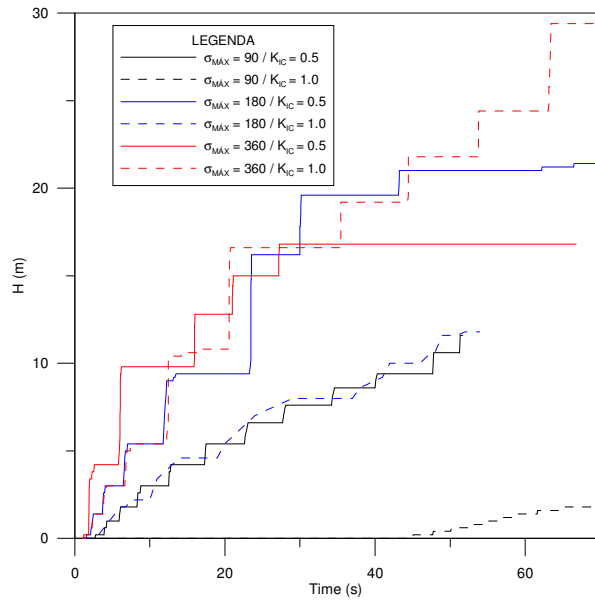 30
20
10
0
H (m)
LEGENDA
σMÁX = 90 / KIC = 0.5
σMÁX = 90 / KIC = 1.0
σMÁX = 180 / KIC = 0.5
σMÁX = 180 / KIC = 1.0
σMÁX = 360 / KIC = 0.5
σMÁX = 360 / KIC = 1.0
0 20 40 60
Time (s)